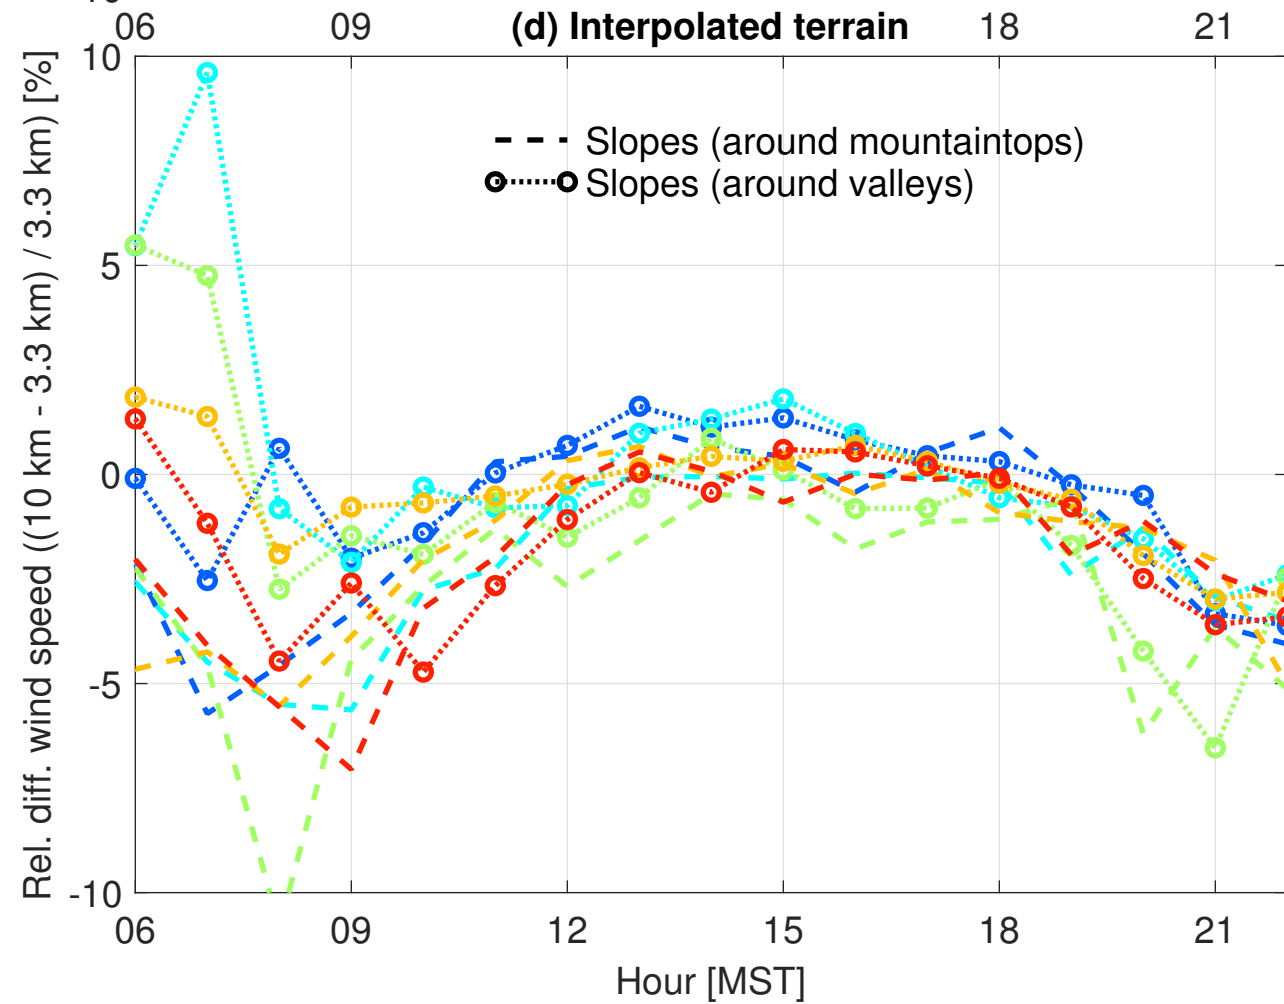 06 09 (d) Interpolated terrain 18 21
10
5
0
-5
-10
Rel. diff. wind speed ((10 km - 3.3 km) / 3.3 km) [%]
Slopes (around mountaintops)
Slopes (around valleys)
06 09 12 15 18 21
Hour [MST]